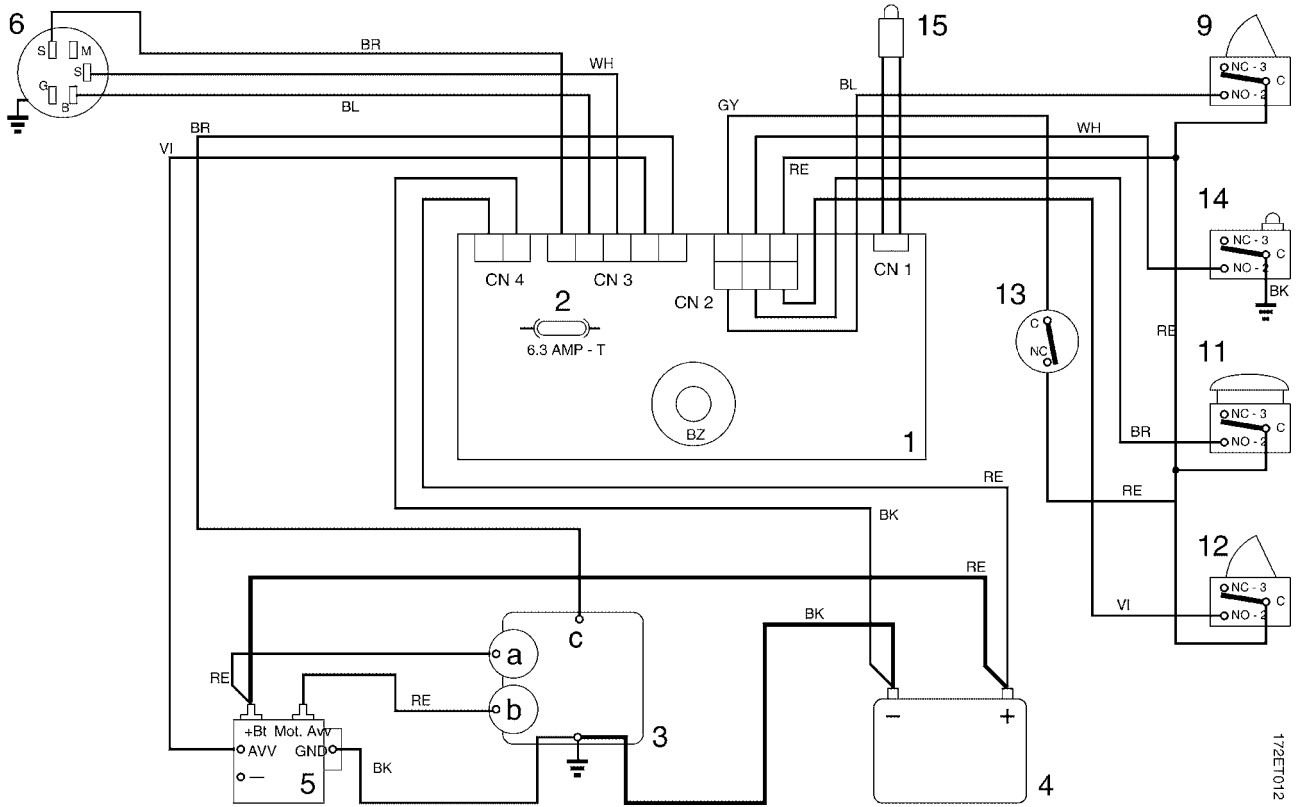 6
S
M
S
G
B
BR
WH
BL
BR
VI
15
9
NC - 3
C
NO - 2
BL
GY
WH
RE
14
NC - 3
C
NO - 2
BK
CN 4
CN 3
CN 2
CN 1
2
6.3 AMP - T
BZ
1
13
C
NC
RE
11
NC - 3
C
NO - 2
BR
RE
RE
BK
12
NC - 3
C
NO - 2
VI
RE
BK
c
a
b
RE
RE
3
+Bt
Mot. Avv
AVV
GND
—
5
BK
−
+
4
172ET012